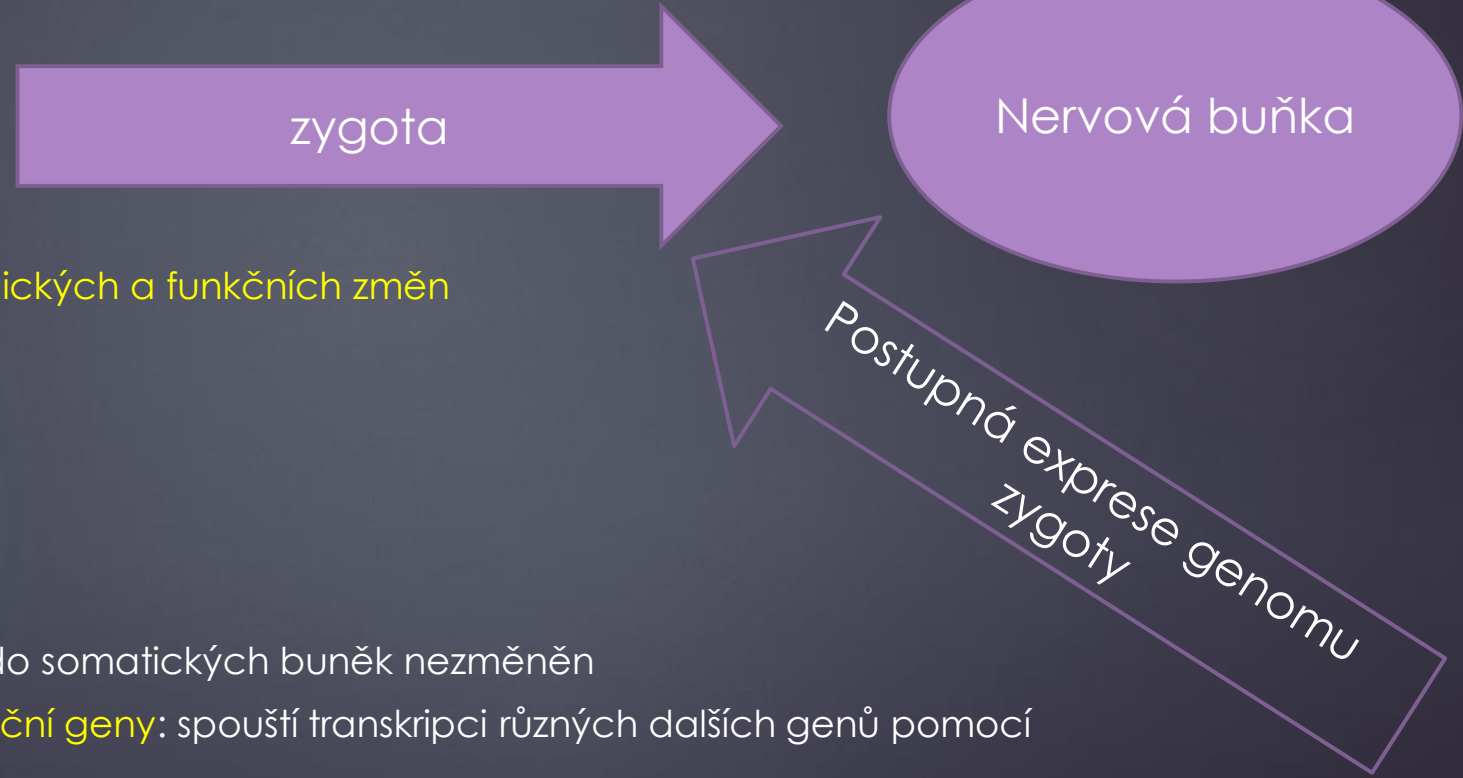 zygota
Nervová buňka
ických a funkčních změn
Postupná exprese genomu
zygoty
do somatických buněk nezměněn
ční geny: spouští transkripci různých dalších genů pomocí